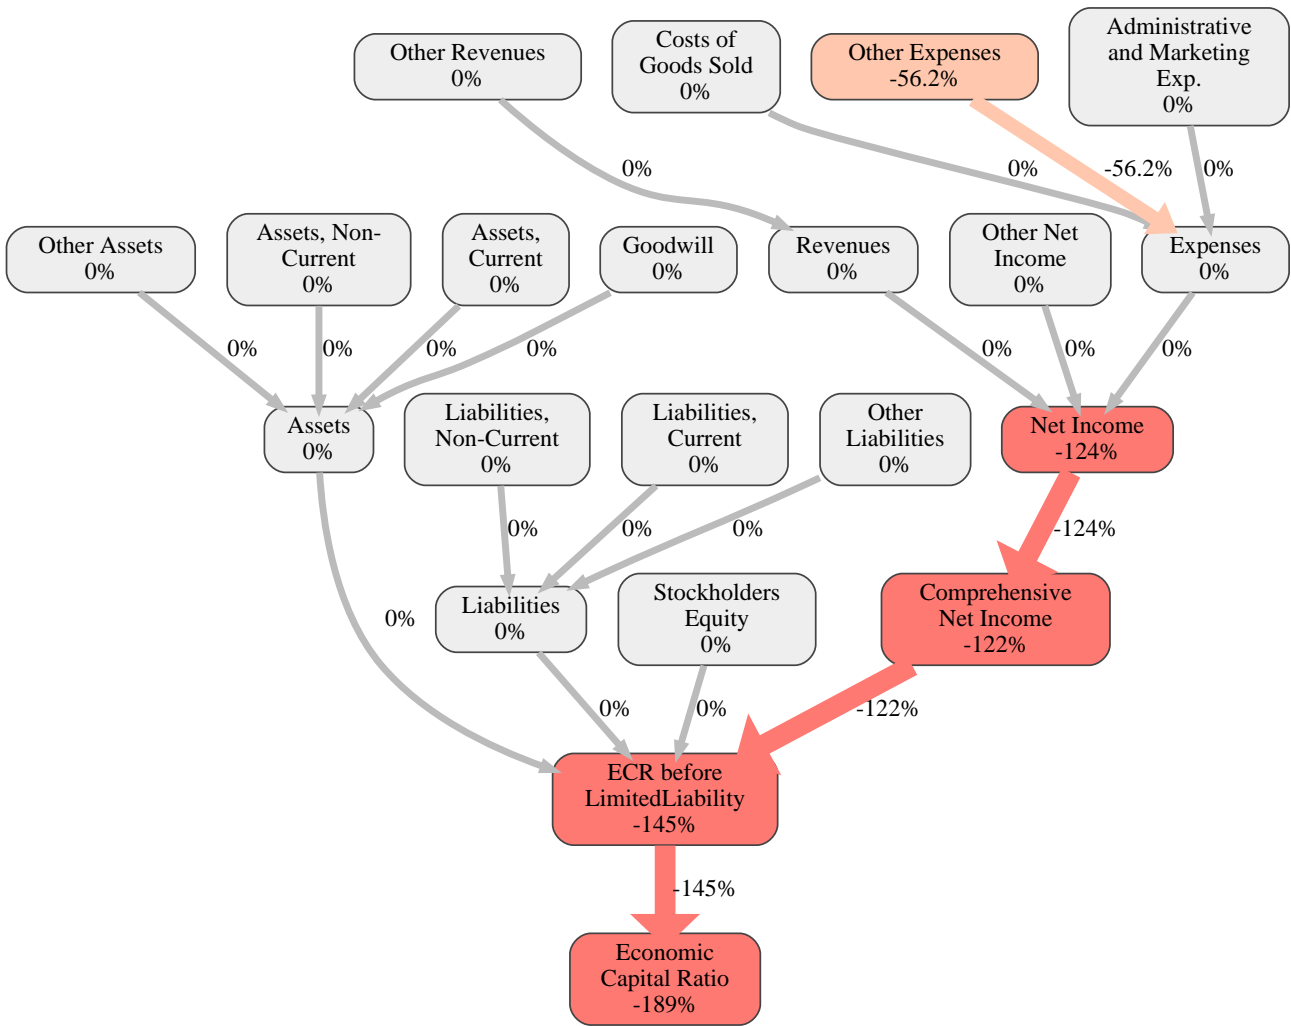 Other Revenues
0%
Costs of
Goods Sold
0%
Other Expenses
-56.2%
Administrative
and Marketing
Exp.
0%
0%
0%
-56.2%
0%
Other Assets
0%
Assets, Non-
Current
0%
Assets,
Current
0%
Goodwill
0%
Revenues
0%
Other Net
Income
0%
Expenses
0%
0%
0%
0%
0%
0%
0%
0%
Assets
0%
Liabilities,
Non-Current
0%
Liabilities,
Current
0%
Other
Liabilities
0%
Net Income
-124%
0%
0%
0%
-124%
0%
Liabilities
0%
Stockholders
Equity
0%
Comprehensive
Net Income
-122%
0%
0%
-122%
ECR before
LimitedLiability
-145%
-145%
Economic
Capital Ratio
-189%